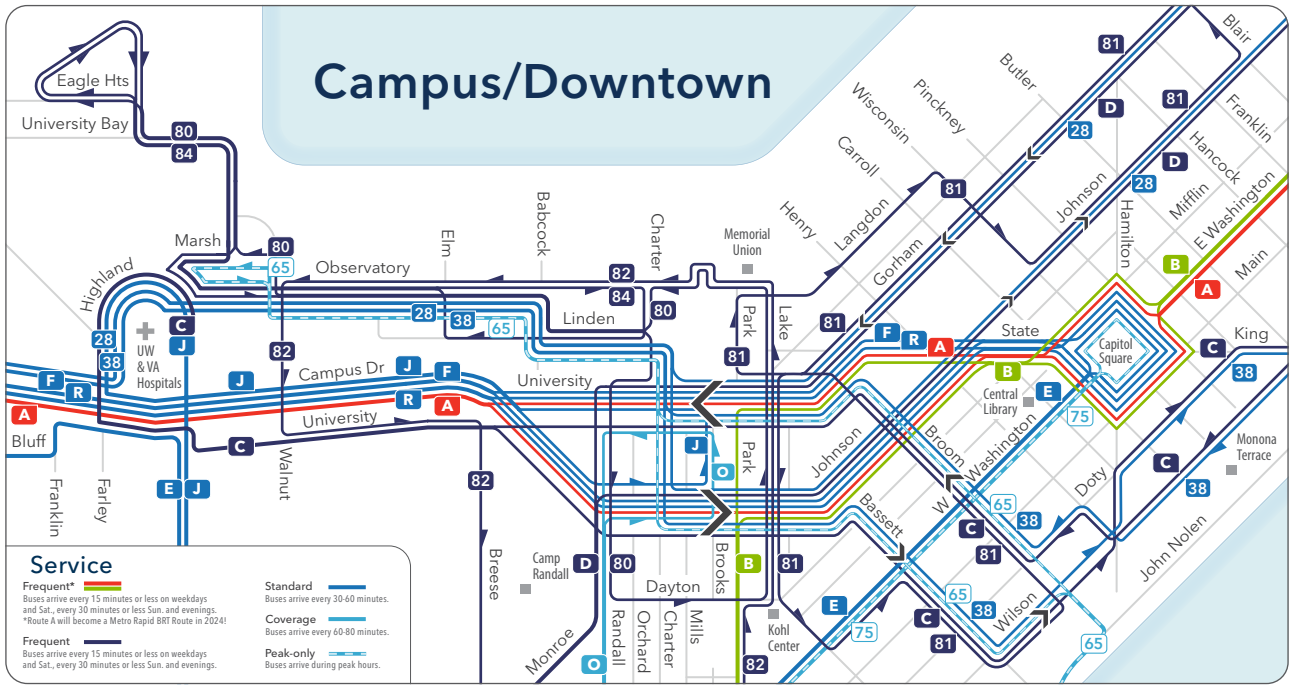 Campus/Downtown
Eagle Hts
University Bay
80
84
Marsh
80
65
Observatory
Highland
Elm
Babcock
Charter
82
84
80
Memorial
Union
Park
Lake
Henry
Langdon
Carroll
Wisconsin
Pinckney
Butler
81
Blair
D
81
28
D
28
Franklin
Hancock
Mifflin
E Washington
Main
Hamilton
Johnson
Gorham
81
B
A
King
C
38
Capitol
Square
State
81
F
R
A
B
Central
Library
E
75
28
38
C
J
UW
& VA
Hospitals
28
38
65
Linden
82
81
F
R
A
Bluff
J
Campus Dr
J
F
R
A
University
University
C
Walnut
Franklin
Farley
E
J
82
Breese
J
O
Park
Johnson
Broom
W Washington
Bassett
Doty
Monona
Terrace
C
38
John Nolen
65
38
C
81
65
38
C
81
Wilson
65
E
75
Camp
Randall
D
80
Dayton
Brooks
B
81
Kohl
Center
82
Monroe
O
Randall
Orchard
Charter
Mills
Service
Frequent*
Buses arrive every 15 minutes or less on weekdays
and Sat., every 30 minutes or less Sun. and evenings.
*Route A will become a Metro Rapid BRT Route in 2024!
Frequent
Buses arrive every 15 minutes or less on weekdays
and Sat., every 30 minutes or less Sun. and evenings.
Standard
Buses arrive every 30-60 minutes.
Coverage
Buses arrive every 60-80 minutes.
Peak-only
Buses arrive during peak hours.